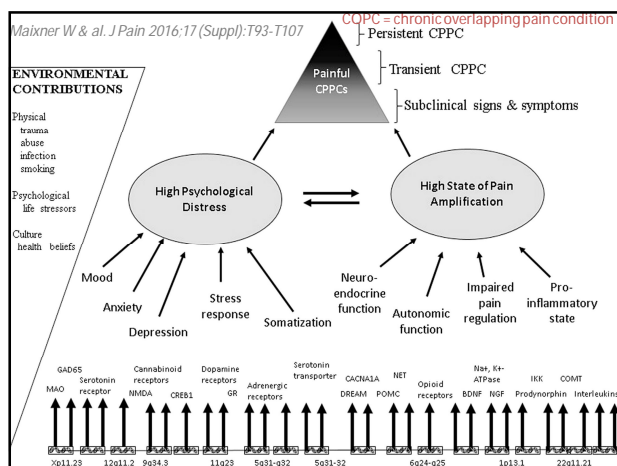 Maixner W & al. J Pain 2016;17 (Suppl):T93-T107
COPC = chronic overlapping pain condition
Persistent CPPC
Painful
CPPCs
Transient CPPC
Subclinical signs & symptoms
ENVIRONMENTAL
CONTRIBUTIONS
Physical
trauma
abuse
infection
smoking
Psychological
life stressors
Culture
health beliefs
High Psychological
Distress
High State of Pain
Amplification
Mood
Anxiety
Depression
Stress
response
Somatization
Neuro-
endocrine
function
Autonomic
function
Impaired
pain
regulation
Pro-
inflammatory
state
GAD65
MAO
Serotonin
receptor
Cannabinoid
receptors
NMDA
CREB1
Dopamine
receptors
GR
Adrenergic
receptors
Serotonin
transporter
CACNA1A
DREAM
NET
POMC
Opioid
receptors
Na+, K+-
ATPase
BDNF
NGF
IKK
Prodynorphin
COMT
Interleukins
Xp11.23
12q11.2
9q34.3
11q23
5q31-q32
5q31-32
6q24-q25
1p13.1
22q11.21